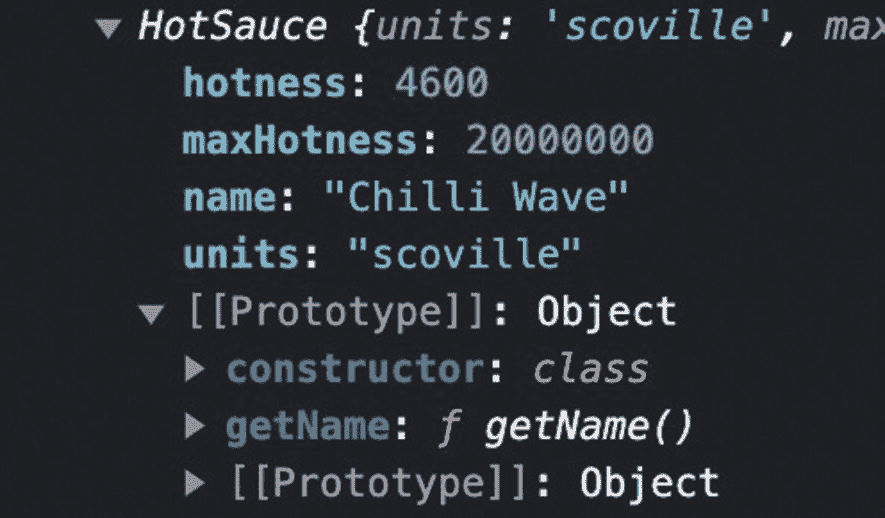 ▼ HotSauce {units: 'scoville', max
hotness: 4600
maxHotness: 20000000
name: "Chilli Wave"
units: "scoville"
▼ [[Prototype]]: Object
▶ constructor: class
▶ getName: ƒ getName()
▶ [[Prototype]]: Object